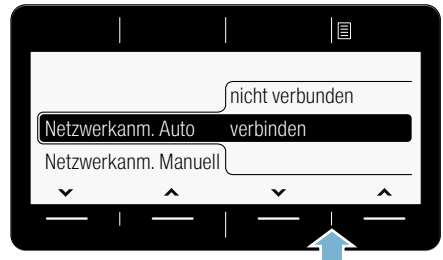 nicht verbunden
Netzwerkanm. Auto verbinden
Netzwerkanm. Manuell